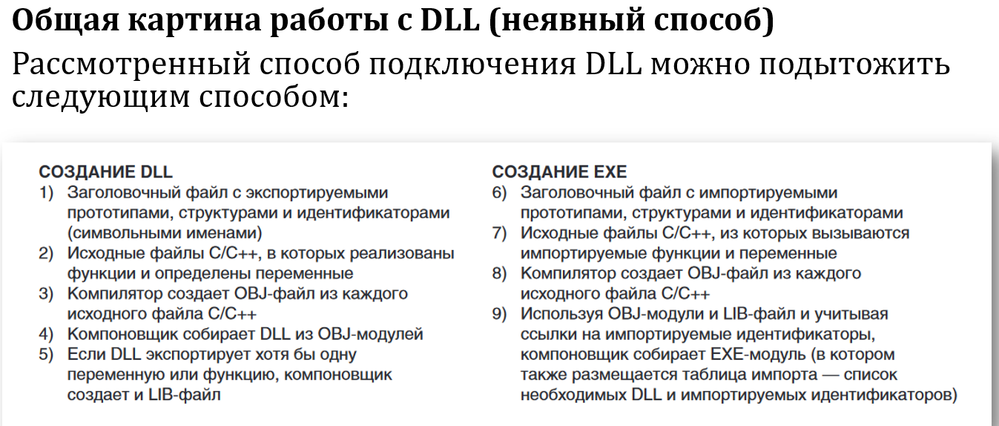 Общая картина работы с DLL (неявный способ)
Рассмотренный способ подключения DLL можно подытожить
следующим способом:
СОЗДАНИЕ DLL
1) Заголовочный файл с экспортируемыми
прототипами, структурами и идентификаторами
(символьными именами)
2) Исходные файлы C/C++, в которых реализованы
функции и определены переменные
3) Компилятор создает OBJ-файл из каждого
исходного файла C/C++
4) Компоновщик собирает DLL из OBJ-модулей
5) Если DLL экспортирует хотя бы одну
переменную или функцию, компоновщик
создает и LIB-файл
СОЗДАНИЕ EXE
6) Заголовочный файл с импортируемыми
прототипами, структурами и идентификаторами
7) Исходные файлы C/C++, из которых вызываются
импортируемые функции и переменные
8) Компилятор создает OBJ-файл из каждого
исходного файла C/C++
9) Используя OBJ-модули и LIB-файл и учитывая
ссылки на импортируемые идентификаторы,
компоновщик собирает EXE-модуль (в котором
также размещается таблица импорта — список
необходимых DLL и импортируемых идентификаторов)